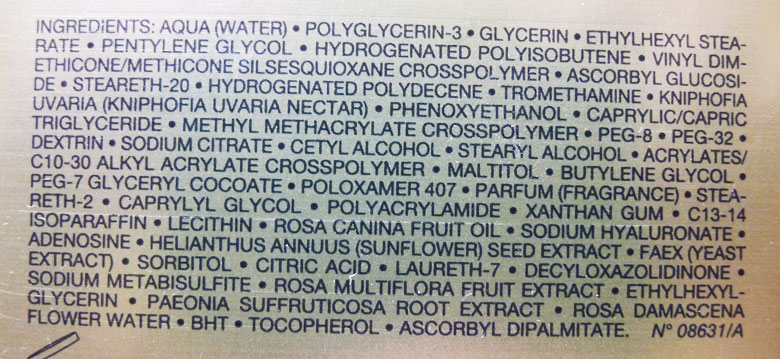 INGREDIENTS: AQUA (WATER) • POLYGLYCERIN-3 • GLYCERIN • ETHYLHEXYL STEA-
RATE • PENTYLENE GLYCOL • HYDROGENATED POLYISOBUTENE • VINYL DIM-
ETHICONE/METHICONE SILSESQUIOXANE CROSSPOLYMER • ASCORBYL GLUCOSI-
DE • STEARETH-20 • HYDROGENATED POLYDECENE • TROMETHAMINE • KNIPHOFIA
UVARIA (KNIPHOFIA UVARIA NECTAR) • PHENOXYETHANOL • CAPRYLIC/CAPRIC
TRIGLYCERIDE • METHYL METHACRYLATE CROSSPOLYMER • PEG-8 • PEG-32 •
DEXTRIN • SODIUM CITRATE • CETYL ALCOHOL • STEARYL ALCOHOL • ACRYLATES/
C10-30 ALKYL ACRYLATE CROSSPOLYMER • MALTITOL • BUTYLENE GLYCOL •
PEG-7 GLYCERYL COCOATE • POLOXAMER 407 • PARFUM (FRAGRANCE) • STEA-
RETH-2 • CAPRYLYL GLYCOL • POLYACRYLAMIDE • XANTHAN GUM • C13-14
ISOPARAFFIN • LECITHIN • ROSA CANINA FRUIT OIL • SODIUM HYALURONATE •
ADENOSINE • HELIANTHUS ANNUUS (SUNFLOWER) SEED EXTRACT • FAEX (YEAST
EXTRACT) • SORBITOL • CITRIC ACID • LAURETH-7 • DECYLOXAZOLIDINONE •
SODIUM METABISULFITE • ROSA MULTIFLORA FRUIT EXTRACT • ETHYLHEXYL-
GLYCERIN • PAEONIA SUFFRUTICOSA ROOT EXTRACT • ROSA DAMASCENA
FLOWER WATER • BHT • TOCOPHEROL • ASCORBYL DIPALMITATE. N° 08631/A